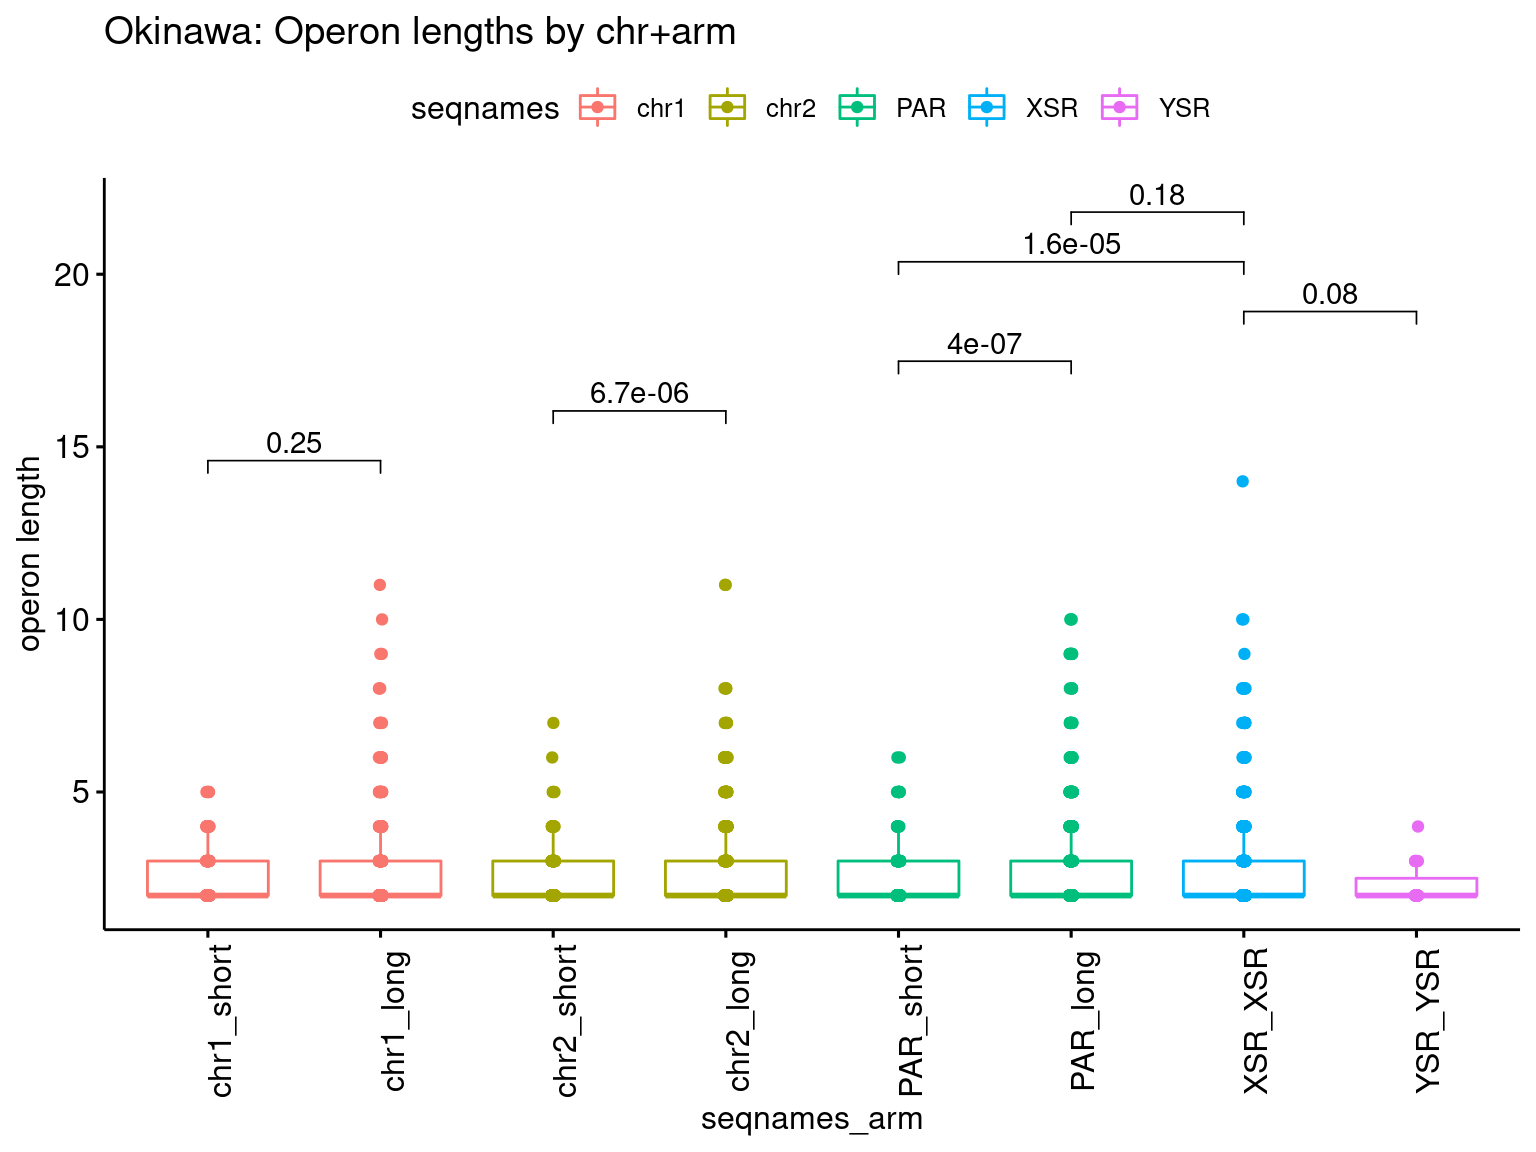 Okinawa: Operon lengths by chr+arm
seqnames chr1 chr2 PAR XSR YSR
0.18
1.6e-05
0.08
4e-07
6.7e-06
0.25
20
15
10
5
operon length
chr1_short
chr1_long
chr2_short
chr2_long
PAR_short
PAR_long
XSR_XSR
YSR_YSR
seqnames_arm